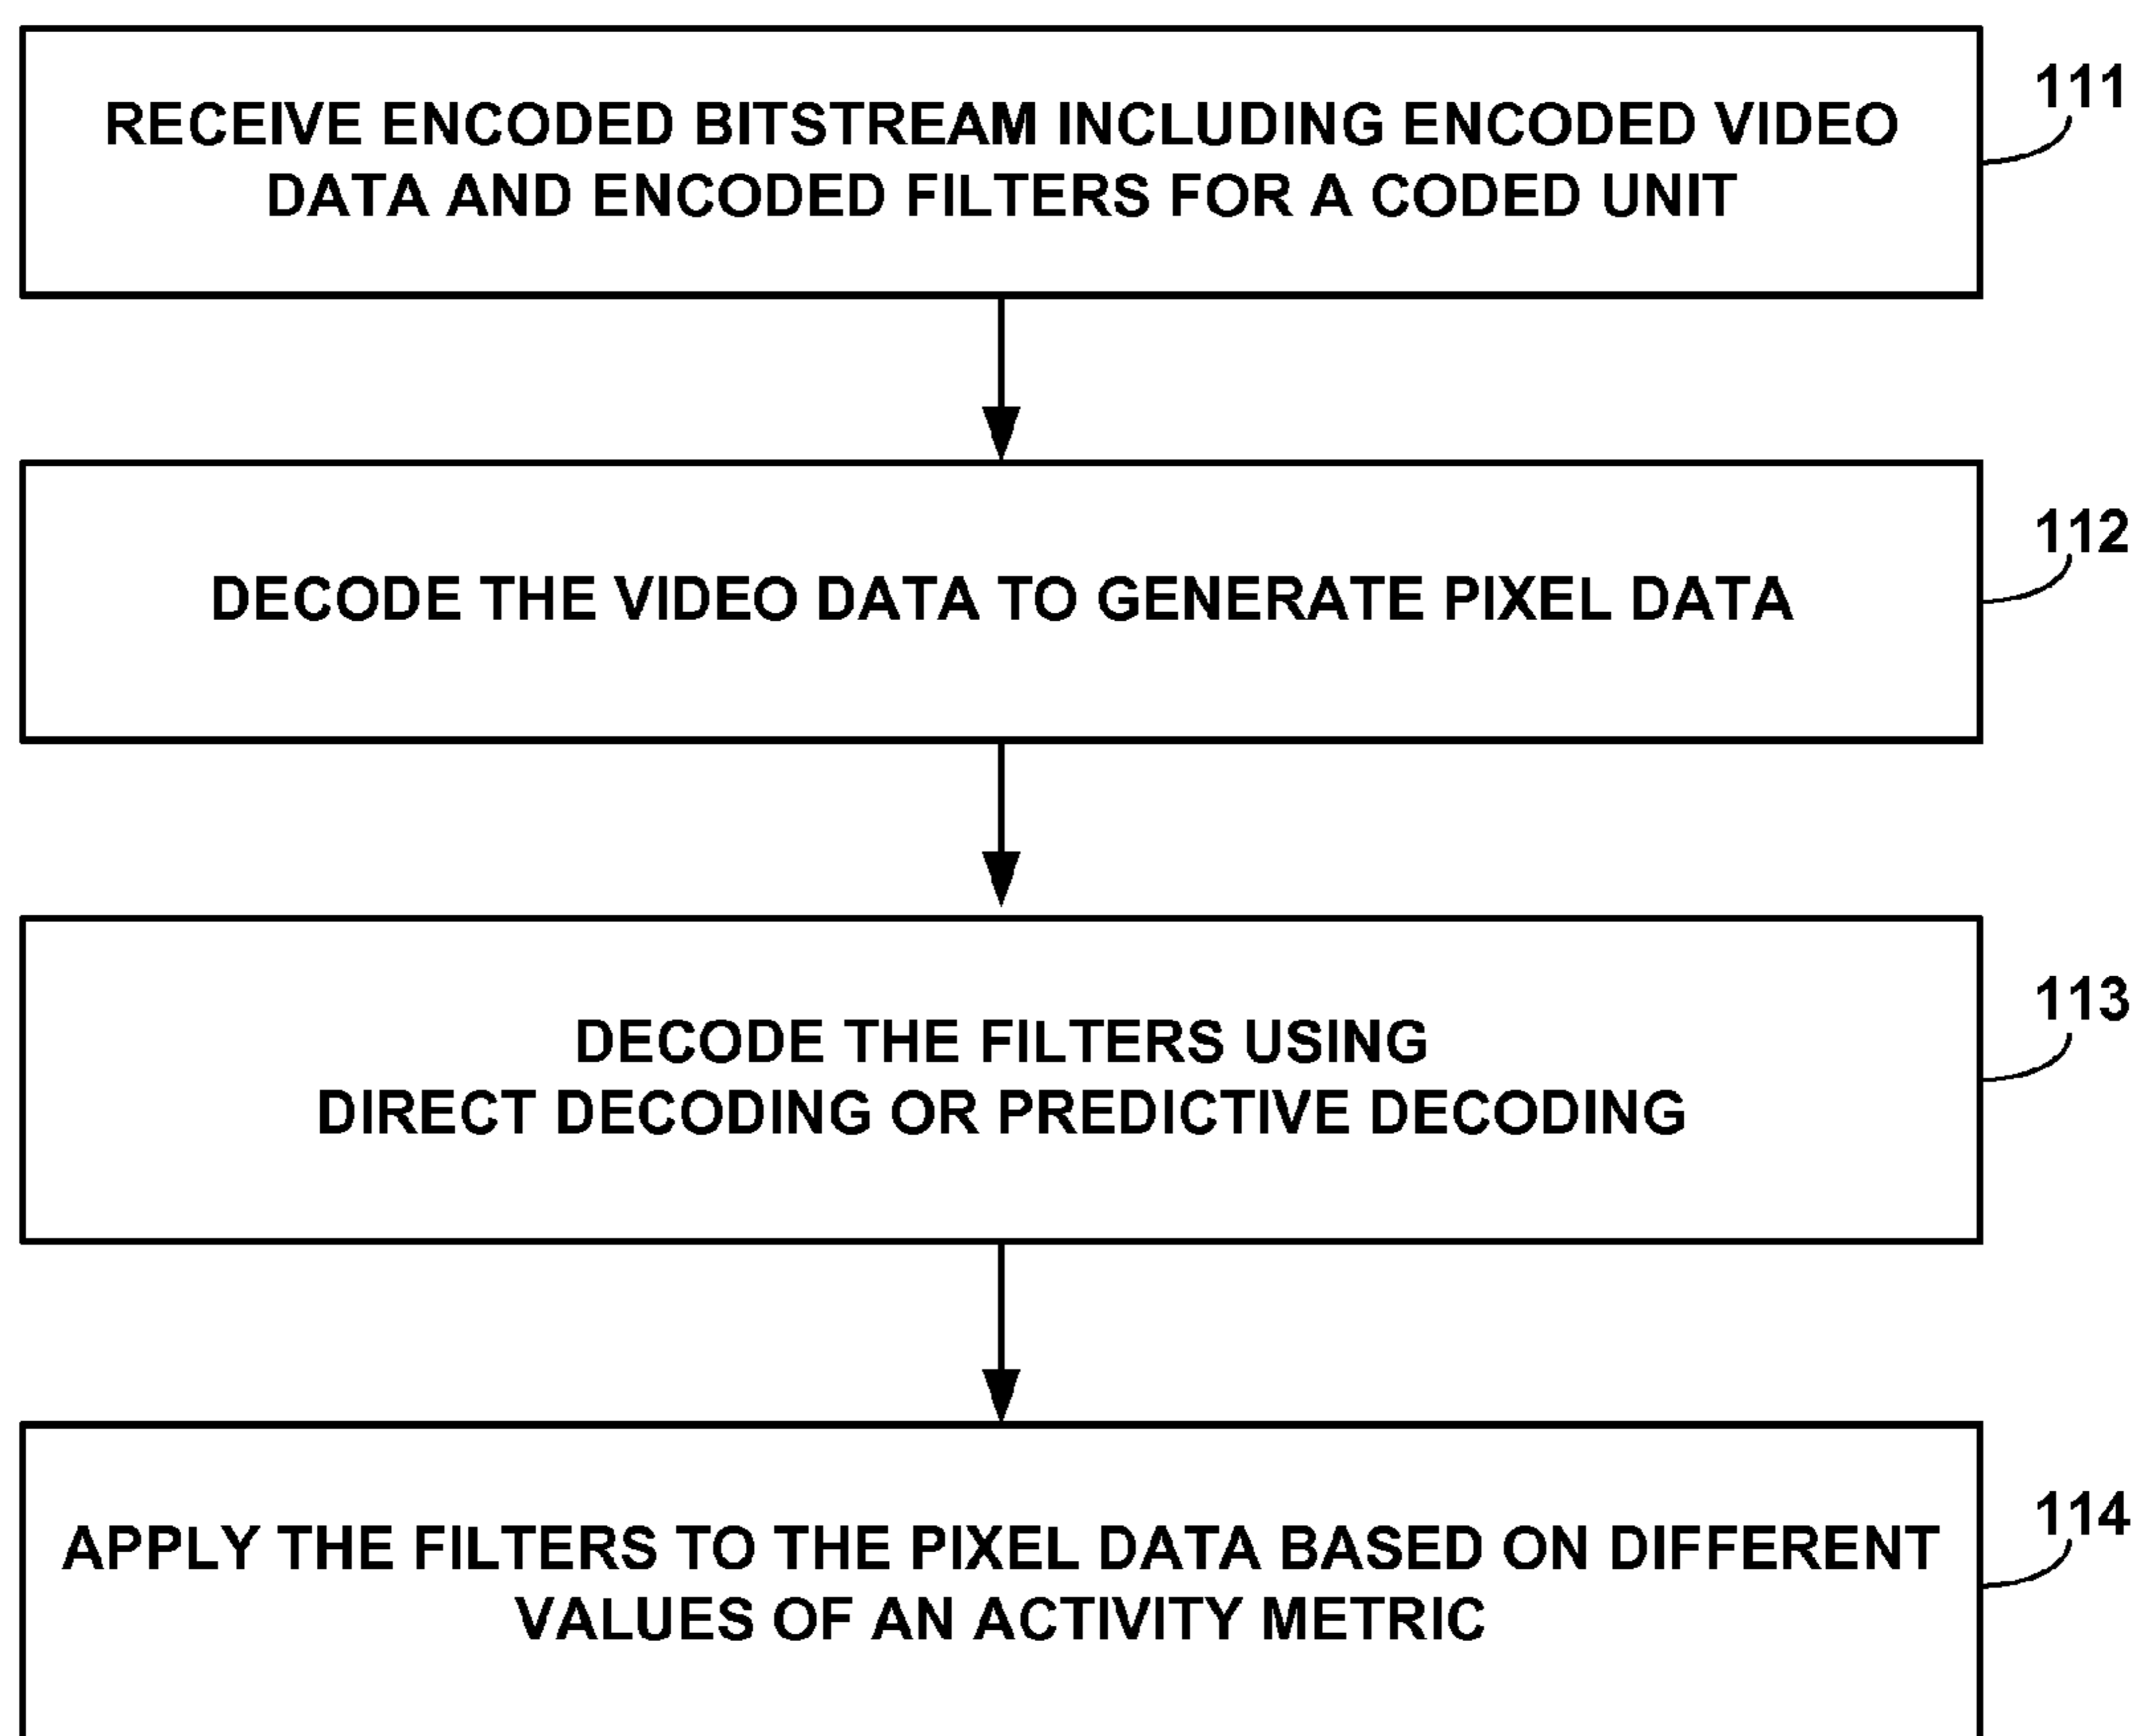 111
RECEIVE ENCODED BITSTREAM INCLUDING ENCODED VIDEO
DATA AND ENCODED FILTERS FOR A CODED UNIT
112
DECODE THE VIDEO DATA TO GENERATE PIXEL DATA
113
DECODE THE FILTERS USING
DIRECT DECODING OR PREDICTIVE DECODING
114
APPLY THE FILTERS TO THE PIXEL DATA BASED ON DIFFERENT
VALUES OF AN ACTIVITY METRIC